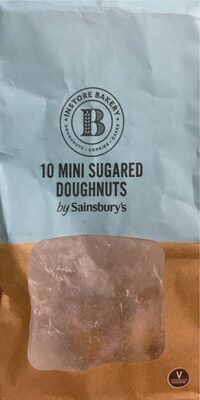 INSTORE BAKERY
B
DOUGHNUTS • COOKIES • CAKES
10 MINI SUGARED
DOUGHNUTS
by Sainsbury's
V